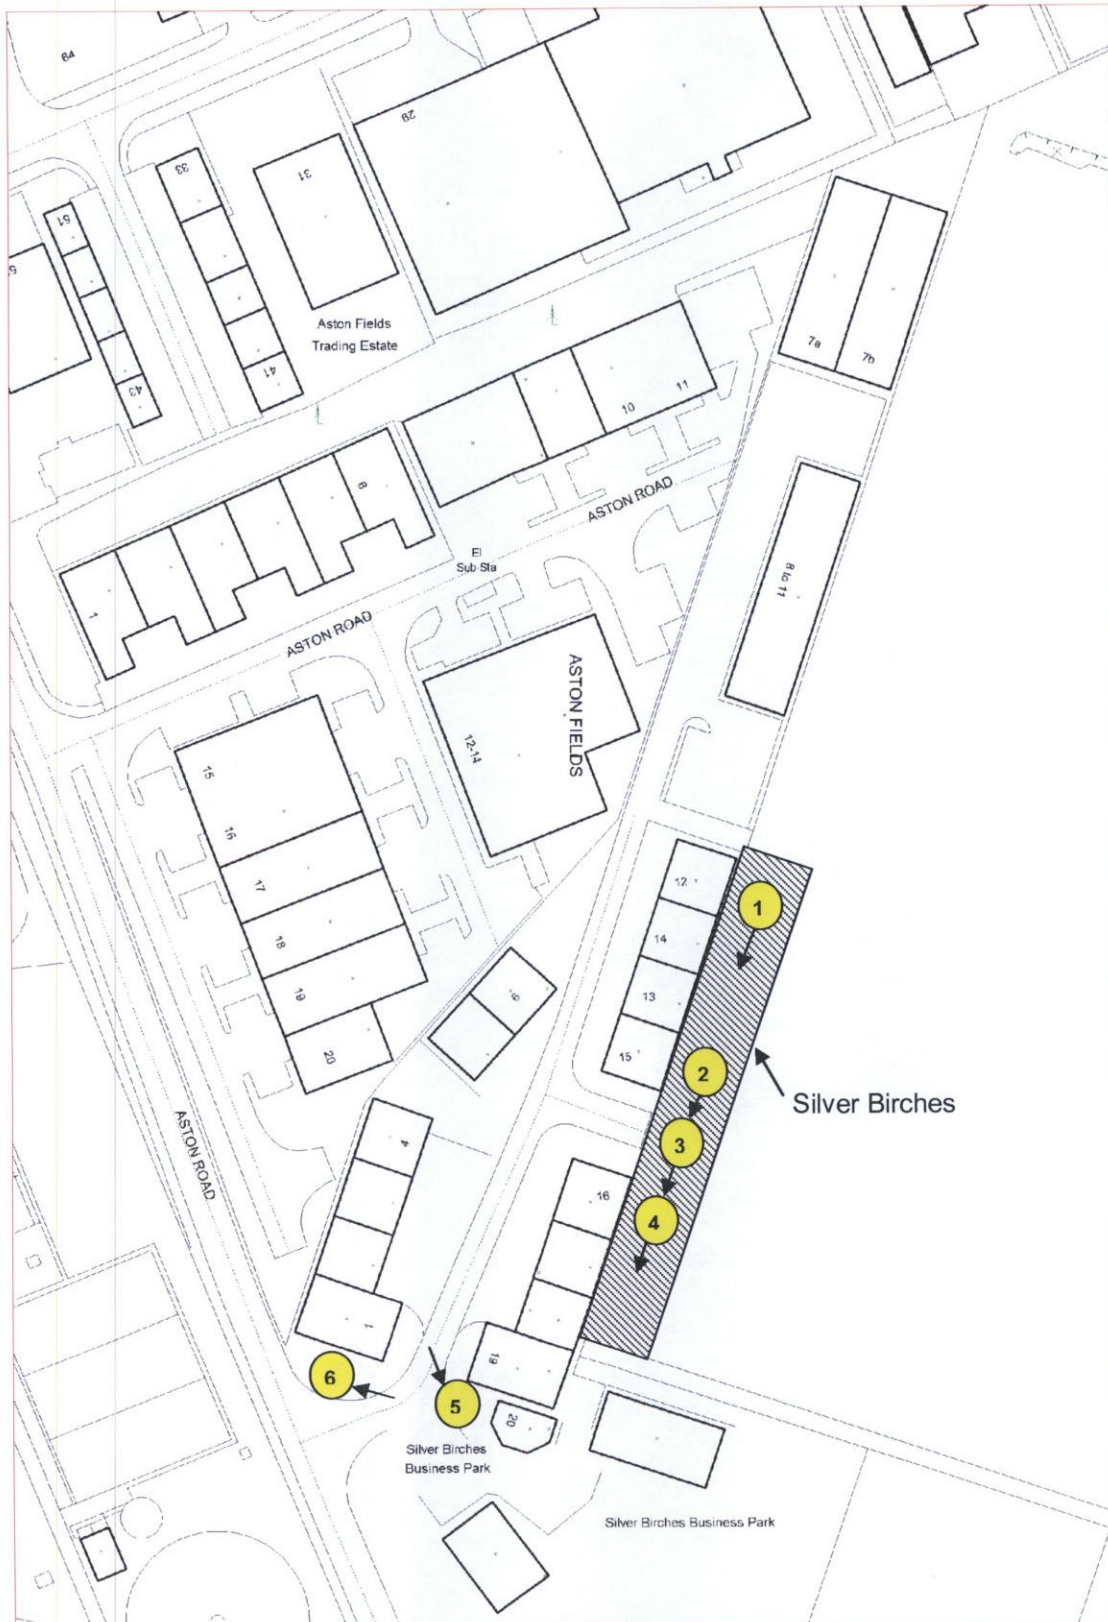 64
29
33
31
51
Aston Fields
Trading Estate
7a
7b
41
43
11
10
8
ASTON ROAD
El
Sub Sta
8 to 11
1
ASTON ROAD
ASTON FIELDS
12-14
15
16
17
18
19
20
12
14
13
15
6
1
2
3
4
Silver Birches
4
16
ASTON ROAD
1
19
20
6
5
Silver Birches
Business Park
Silver Birches Business Park